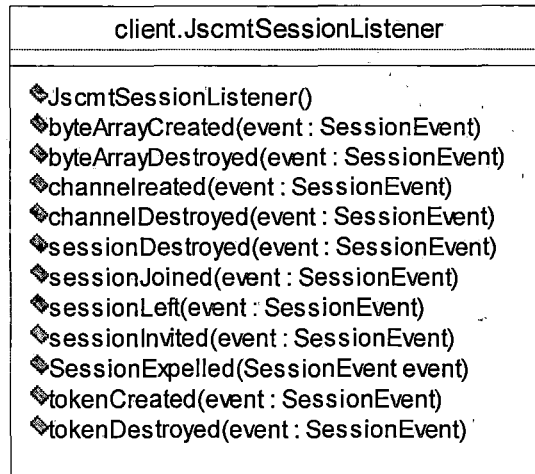 client.JscmtSessionListener
JscmtSessionListener()
byteArrayCreated(event : SessionEvent)
byteArrayDestroyed(event : SessionEvent)
channelreated(event : SessionEvent)
channelDestroyed(event : SessionEvent)
sessionDestroyed(event : SessionEvent)
sessionJoined(event : SessionEvent)
sessionLeft(event : SessionEvent)
sessionInvited(event : SessionEvent)
SessionExpelled(SessionEvent event)
tokenCreated(event : SessionEvent)
tokenDestroyed(event : SessionEvent)